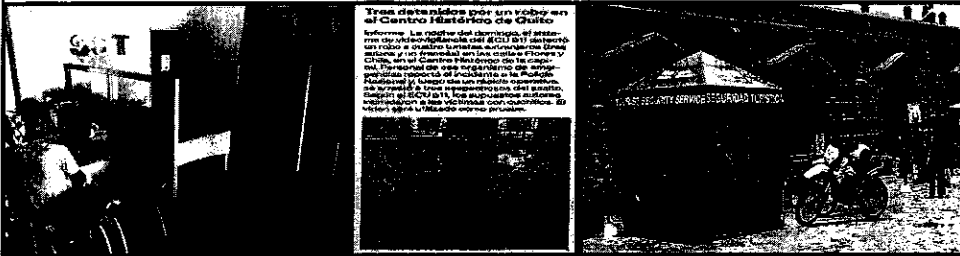 SGT
Tres detenidos por un robo en
el Centro Histórico de Quito
Informe La noche del domingo, el siste-
ma de videovigilancia del ECU 911 detectó
un robo a cuatro turistas extranjeros (tres
y un francés) en las calles Flores y
Chile, en el Centro Histórico de la capi-
tal. Personal de ese organismo de emer-
gencias reportó el incidente a la Policía
Nacional y, luego de un rápido operativo,
se arrestó a tres sospechosos del asalto.
Según el ECU 911, los supuestos autores
a las víctimas con cuchillos. El
video será utilizado como prueba.
TOURIST SECURITY SERVICE SEGURIDAD TURISTICA